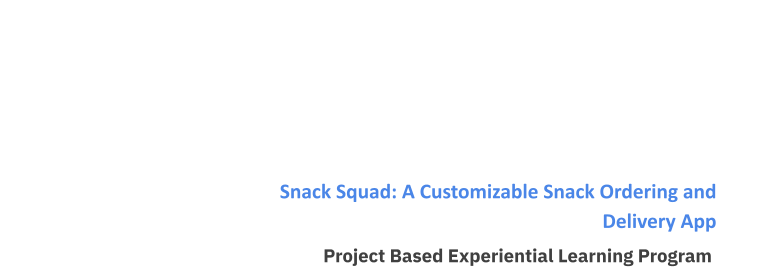 Snack Squad: A Customizable Snack Ordering and
Delivery App
Project Based Experiential Learning Program